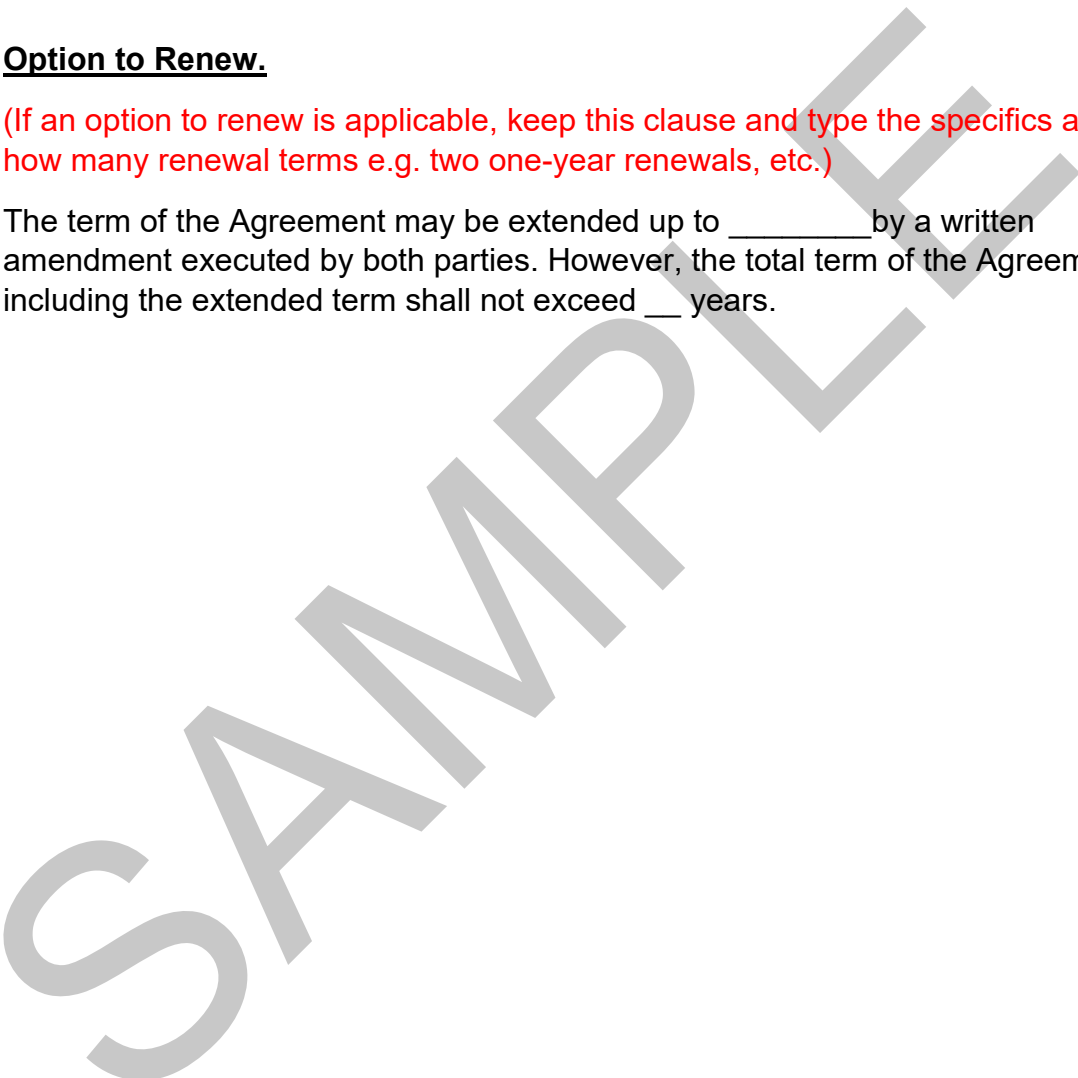 Option to Renew.
(If an option to renew is applicable, keep this clause and type the specifics a
how many renewal terms e.g. two one-year renewals, etc.)
The term of the Agreement may be extended up to ________by a written
amendment executed by both parties. However, the total term of the Agreem
including the extended term shall not exceed __ years.
SAMPLE